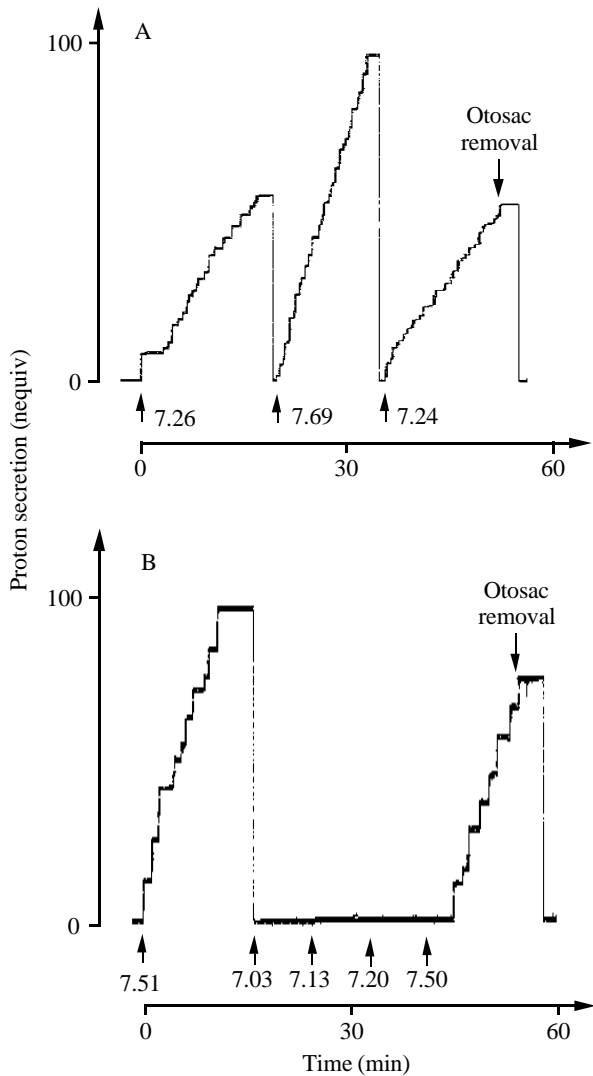 A
100
Otosac
removal
0
7.26
7.69
7.24
0
30
60
Proton secretion (nequiv)
B
100
Otosac
removal
0
7.51
7.03
7.13
7.20
7.50
0
30
60
Time (min)